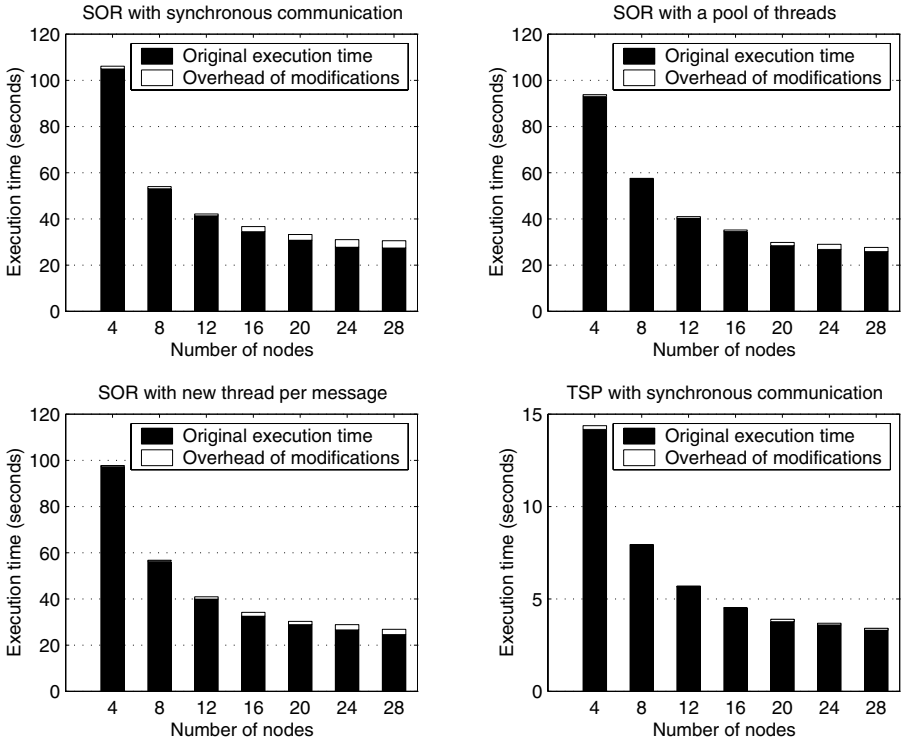 SOR with synchronous communication
120
100
80
60
40
20
0
Execution time (seconds)
Original execution time
Overhead of modifications
4 8 12 16 20 24 28
Number of nodes
SOR with a pool of threads
120
100
80
60
40
20
0
Execution time (seconds)
Original execution time
Overhead of modifications
4 8 12 16 20 24 28
Number of nodes
SOR with new thread per message
120
100
80
60
40
20
0
Execution time (seconds)
Original execution time
Overhead of modifications
4 8 12 16 20 24 28
Number of nodes
TSP with synchronous communication
15
10
5
0
Execution time (seconds)
Original execution time
Overhead of modifications
4 8 12 16 20 24 28
Number of nodes